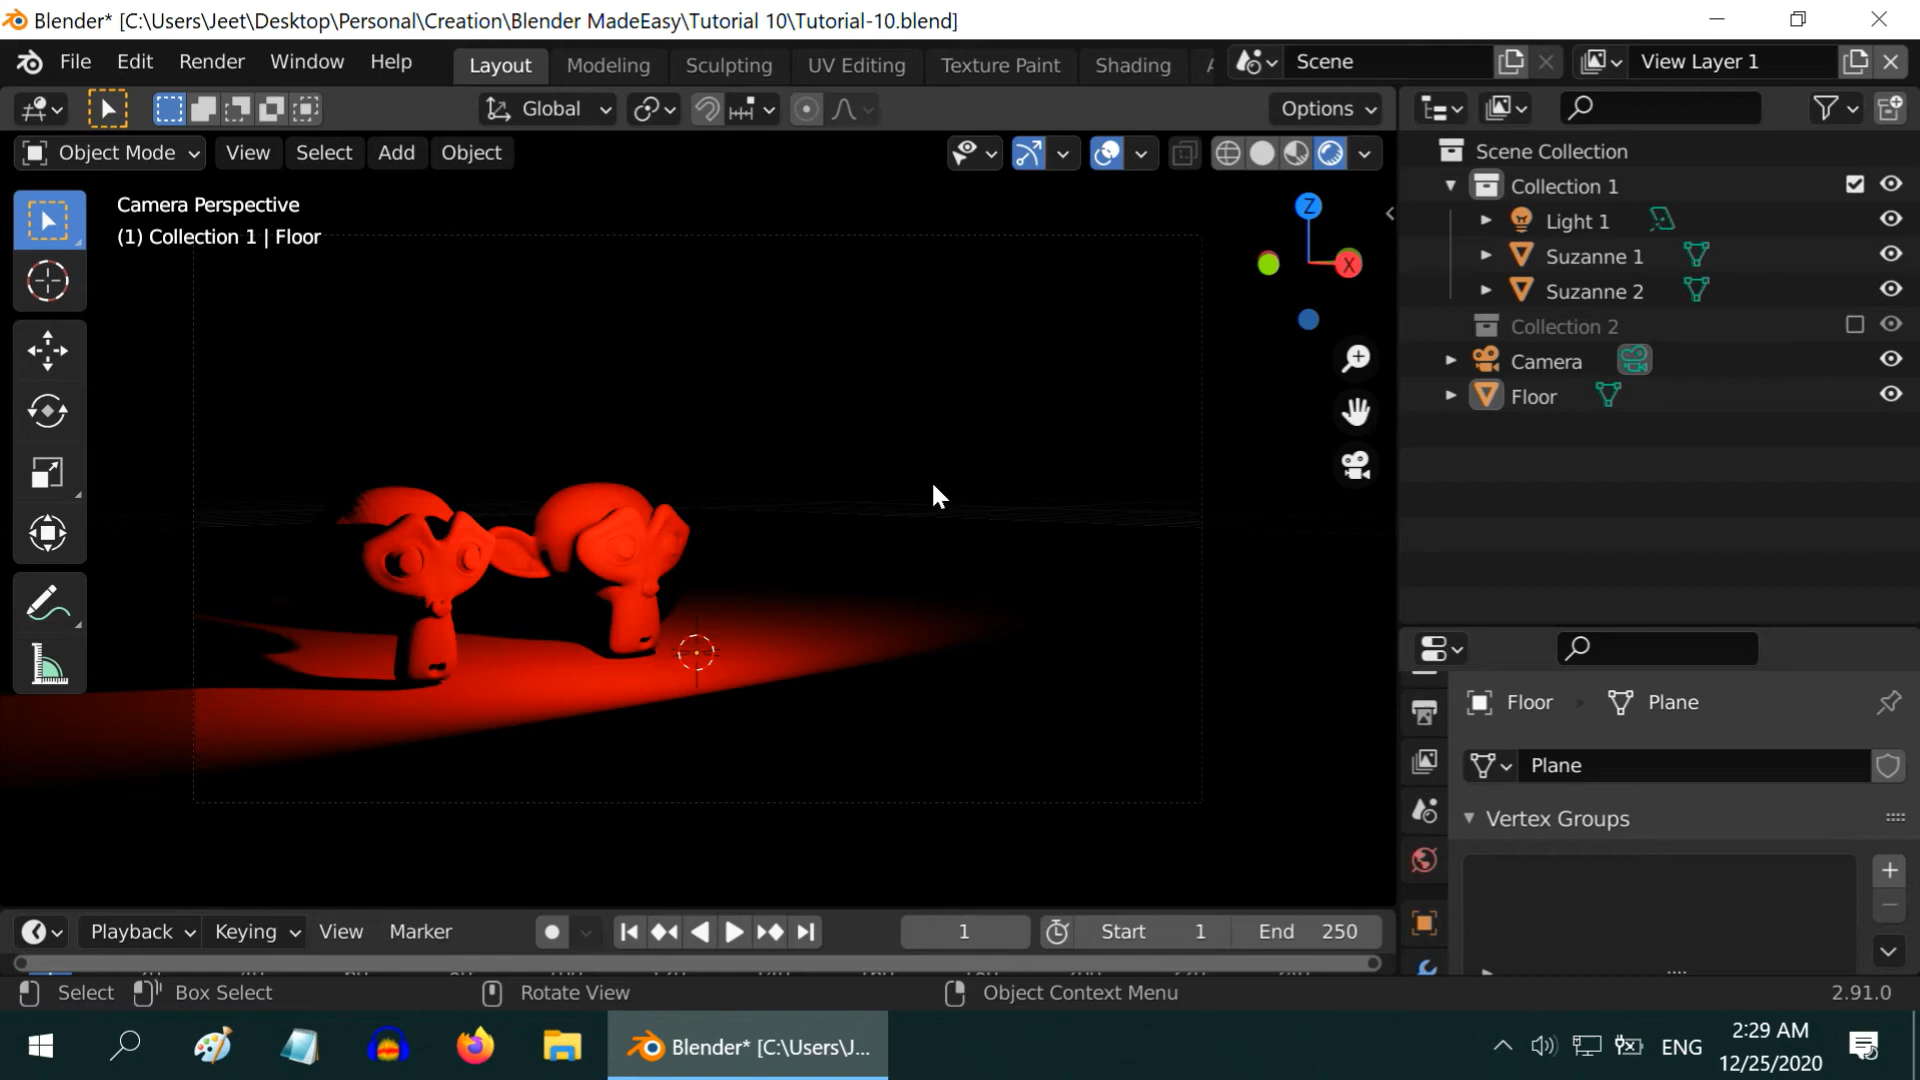 Blender* [C:\Users\Jeet\Desktop\Personal\Creation\Blender MadeEasy\Tutorial 10\Tutorial-10.blend]
File Edit Render Window Help Layout Modeling Sculpting UV Editing Texture Paint Shading Scene View Layer 1
Global Options
Object Mode View Select Add Object
Scene Collection
Collection 1
Light 1
Suzanne 1
Suzanne 2
Collection 2
Camera
Floor
Camera Perspective
(1) Collection 1 | Floor
Z
X
Floor Plane
Plane
Vertex Groups
Playback Keying View Marker 1 Start 1 End 250
Select Box Select Rotate View Object Context Menu 2.91.0
Blender* [C:\Users\J... ENG 2:29 AM
12/25/2020